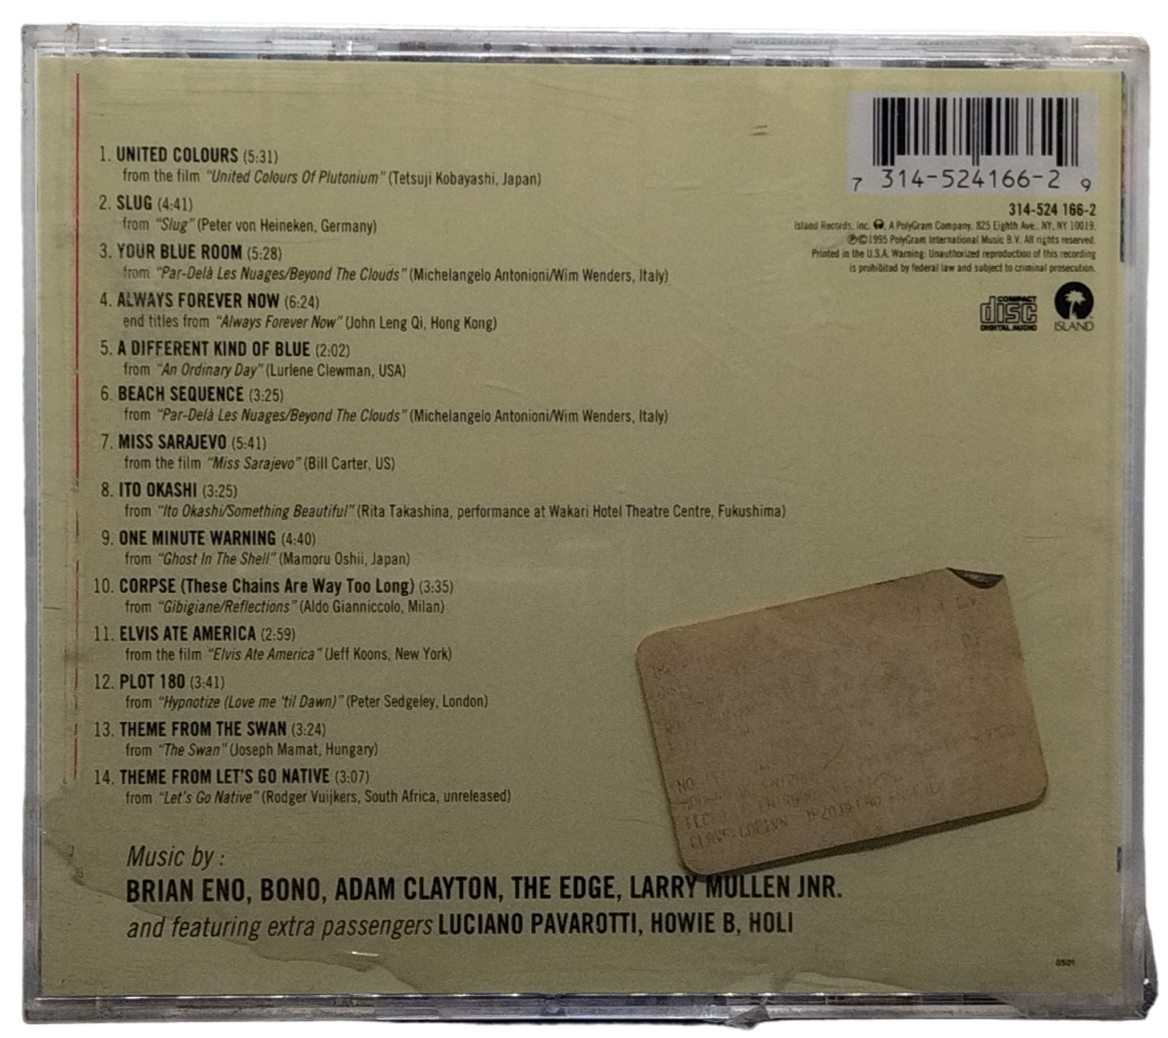 1. UNITED COLOURS (5:31)
from the film "United Colours Of Plutonium" (Tetsuji Kobayashi, Japan)
2. SLUG (4:41)
from "Slug" (Peter von Heineken, Germany)
3. YOUR BLUE ROOM (5:28)
from "Par-Delà Les Nuages/Beyond The Clouds" (Michelangelo Antonioni/Wim Wenders, Italy)
4. ALWAYS FOREVER NOW (6:24)
end titles from "Always Forever Now" (John Leng Qi, Hong Kong)
5. A DIFFERENT KIND OF BLUE (2:02)
from "An Ordinary Day" (Lurlene Clewman, USA)
6. BEACH SEQUENCE (3:25)
from "Par-Delà Les Nuages/Beyond The Clouds" (Michelangelo Antonioni/Wim Wenders, Italy)
7. MISS SARAJEVO (5:41)
from the film "Miss Sarajevo" (Bill Carter, US)
8. ITO OKASHI (3:25)
from "Ito Okashi/Something Beautiful" (Rita Takashina, performance at Wakari Hotel Theatre Centre, Fukushima)
9. ONE MINUTE WARNING (4:40)
from "Ghost In The Shell" (Mamoru Oshii, Japan)
10. CORPSE (These Chains Are Way Too Long) (3:35)
from "Gibigiane/Reflections" (Aldo Gianniccolo, Milan)
11. ELVIS ATE AMERICA (2:59)
from the film "Elvis Ate America" (Jeff Koons, New York)
12. PLOT 180 (3:41)
from "Hypnotize (Love me 'til Dawn)" (Peter Sedgeley, London)
13. THEME FROM THE SWAN (3:24)
from "The Swan" (Joseph Mamat, Hungary)
14. THEME FROM LET'S GO NATIVE (3:07)
from "Let's Go Native" (Rodger Vuijkers, South Africa, unreleased)
Music by :
BRIAN ENO, BONO, ADAM CLAYTON, THE EDGE, LARRY MULLEN JNR.
and featuring extra passengers LUCIANO PAVAROTTI, HOWIE B, HOLI
7 314-524166-2 9
314-524 166-2
Island Records, Inc. A PolyGram Company, 825 Eighth Ave., NY, NY 10019.
℗©1995 PolyGram International Music B.V. All rights reserved.
Printed in the U.S.A. Warning: Unauthorized reproduction of this recording
is prohibited by federal law and subject to criminal prosecution.
COMPACT
disc
DIGITAL AUDIO
ISLAND
NO.
0501